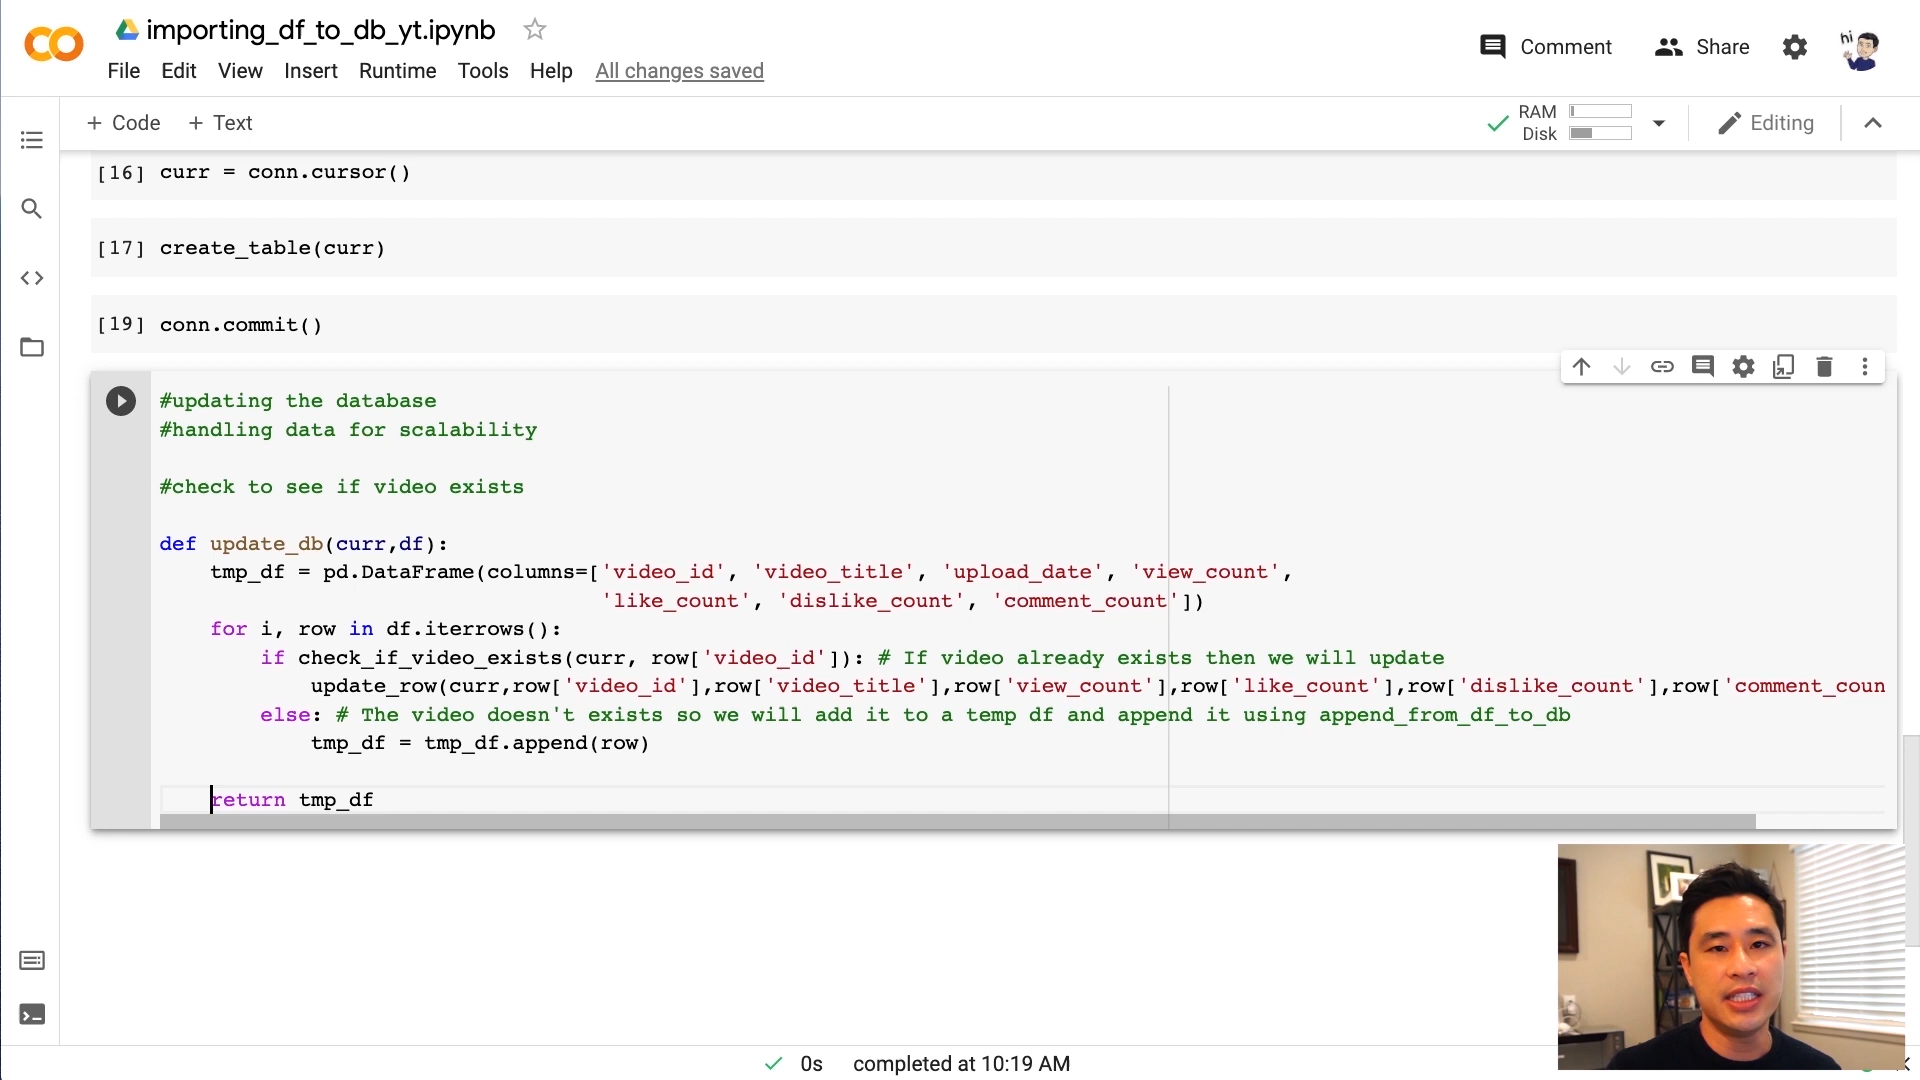 importing_df_to_db_yt.ipynb
File Edit View Insert Runtime Tools Help All changes saved
Comment Share
hi
+ Code + Text
RAM
Disk
Editing
[16] curr = conn.cursor()
[17] create_table(curr)
[19] conn.commit()
#updating the database
#handling data for scalability
#check to see if video exists
def update_db(curr,df):
tmp_df = pd.DataFrame(columns=['video_id', 'video_title', 'upload_date', 'view_count',
'like_count', 'dislike_count', 'comment_count'])
for i, row in df.iterrows():
if check_if_video_exists(curr, row['video_id']): # If video already exists then we will update
update_row(curr,row['video_id'],row['video_title'],row['view_count'],row['like_count'],row['dislike_count'],row['comment_coun
else: # The video doesn't exists so we will add it to a temp df and append it using append_from_df_to_db
tmp_df = tmp_df.append(row)
return tmp_df
0s completed at 10:19 AM